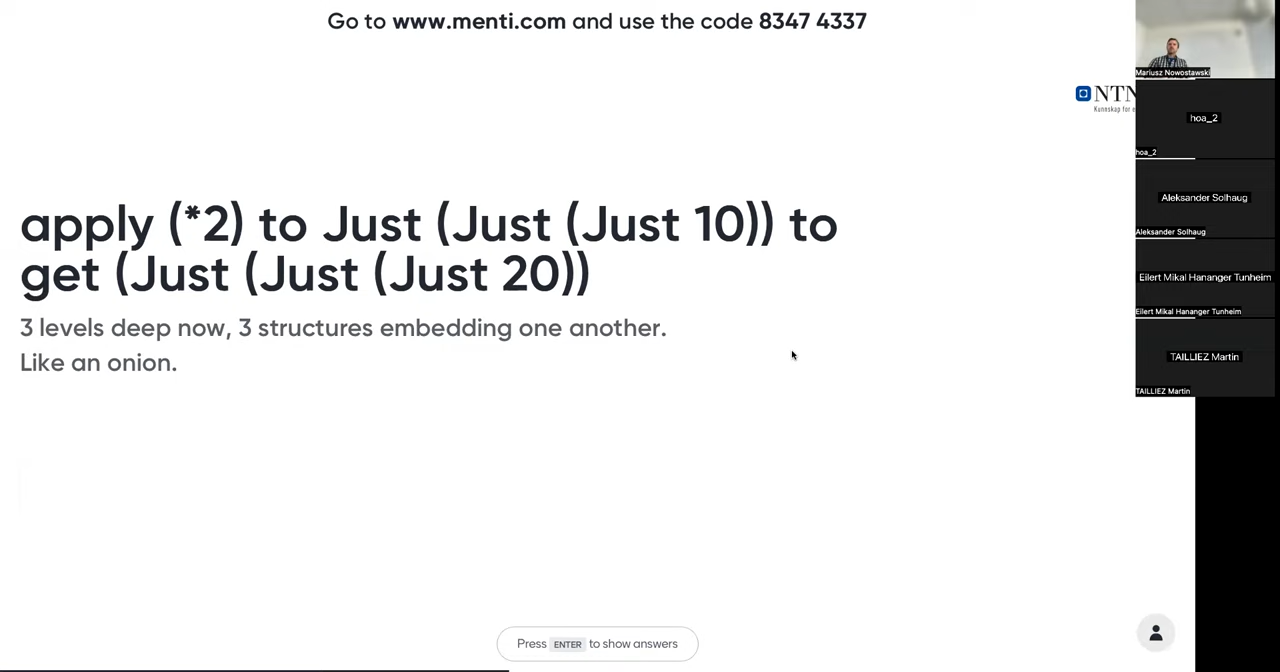 Go to www.menti.com and use the code 8347 4337
Mariusz Nowostawski
NTN
Kunnskap for e
hoa_2
hoa_2
apply (*2) to Just (Just (Just 10)) to
get (Just (Just (Just 20))
Aleksander Solhaug
Aleksander Solhaug
Eilert Mikal Hananger Tunheim
Eilert Mikal Hananger Tunheim
3 levels deep now, 3 structures embedding one another.
Like an onion.
TAILLIEZ Martin
TAILLIEZ Martin
Press ENTER to show answers